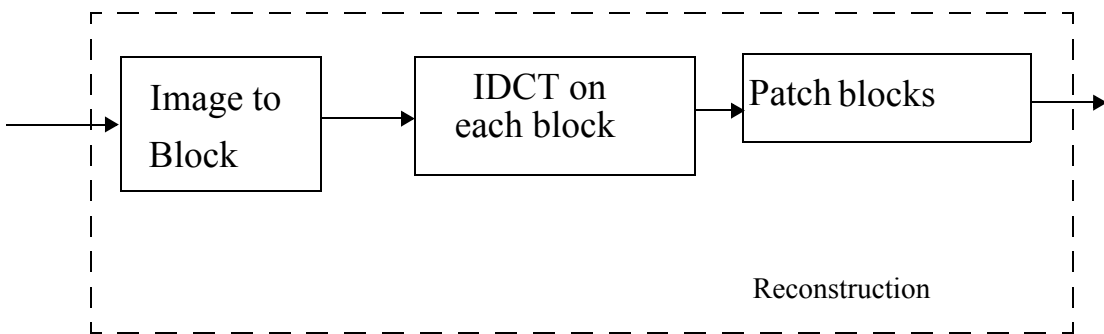 Image to
Block
IDCT on
each block
Patch blocks
Reconstruction